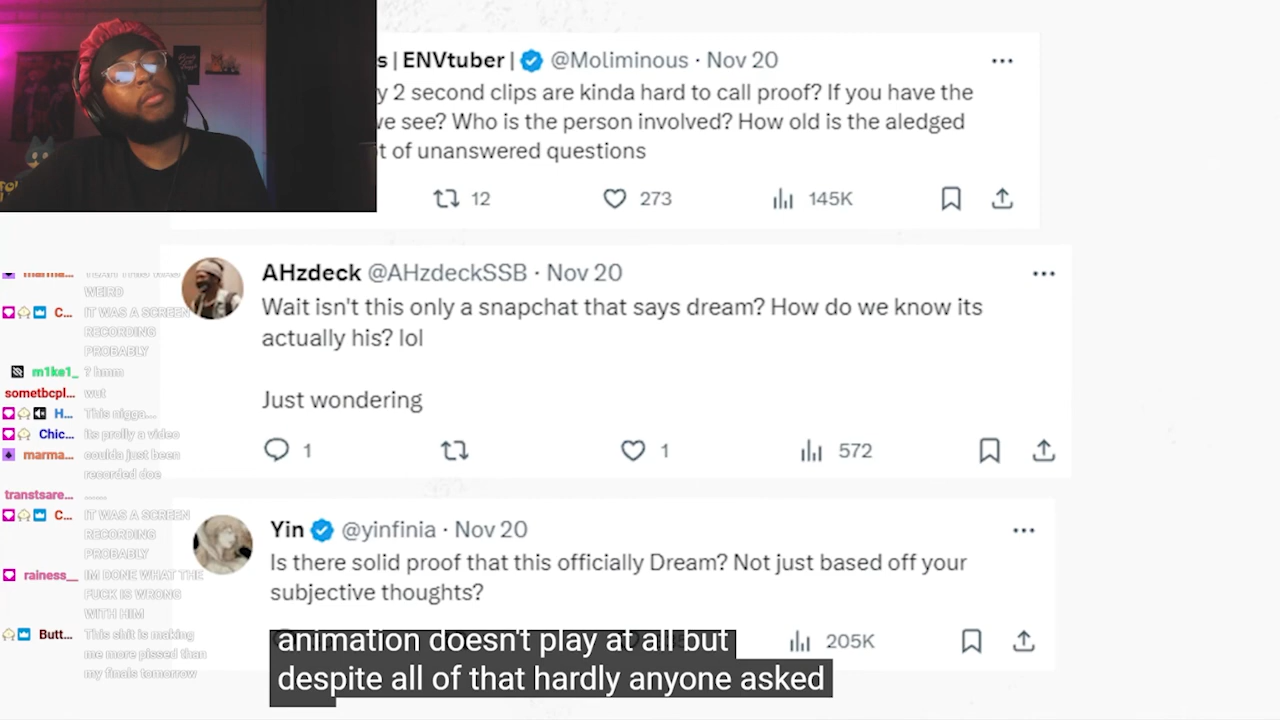 s | ENVtuber | @Moliminous · Nov 20
y 2 second clips are kinda hard to call proof? If you have the
we see? Who is the person involved? How old is the aledged
t of unanswered questions
12 273 145K
AHzdeck @AHzdeckSSB · Nov 20
Wait isn't this only a snapchat that says dream? How do we know its
actually his? lol
Just wondering
1 1 572
Yin @yinfinia · Nov 20
Is there solid proof that this officially Dream? Not just based off your
subjective thoughts?
205K
animation doesn't play at all but
despite all of that hardly anyone asked
WEIRD
C... IT WAS A SCREEN
RECORDING
PROBABLY
m1ke1_ ? hmm
sometbcpl... wut
H... This nigga....
Chic... its prolly a video
marma... coulda just been
recorded doe
transtsare... ......
C... IT WAS A SCREEN
RECORDING
PROBABLY
rainess__ IM DONE WHAT THE
FUCK IS WRONG
WITH HIM
Butt... This shit is making
me more pissed than
my finals tomorrow